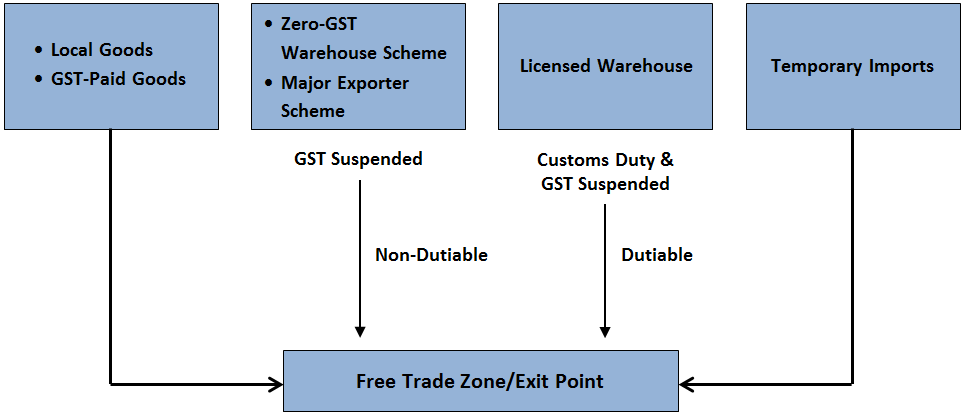 • Local Goods
• GST-Paid Goods
• Zero-GST
Warehouse Scheme
• Major Exporter
Scheme
Licensed Warehouse
Temporary Imports
GST Suspended
Customs Duty &
GST Suspended
Non-Dutiable
Dutiable
Free Trade Zone/Exit Point